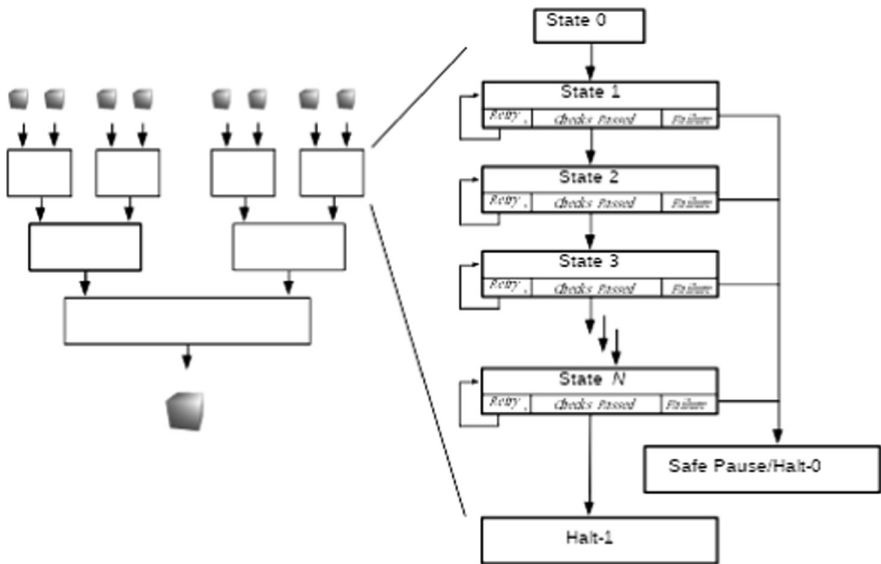 State 0
State 1
Retry Checks Passed Failure
State 2
Retry Checks Passed Failure
State 3
Retry Checks Passed Failure
State N
Retry Checks Passed Failure
Safe Pause/Halt-0
Halt-1